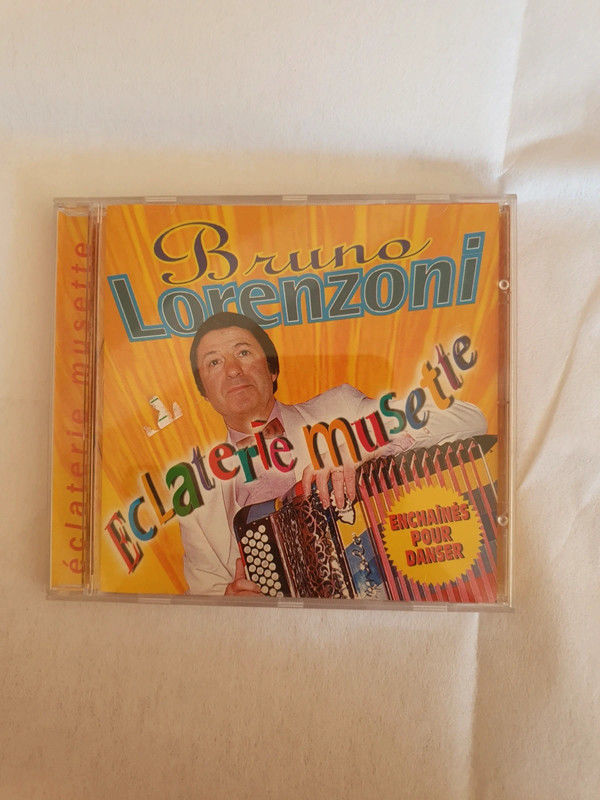 éclaterie musette
Bruno
Lorenzoni
Eclaterie musette
ENCHAÎNÉS
POUR
DANSER